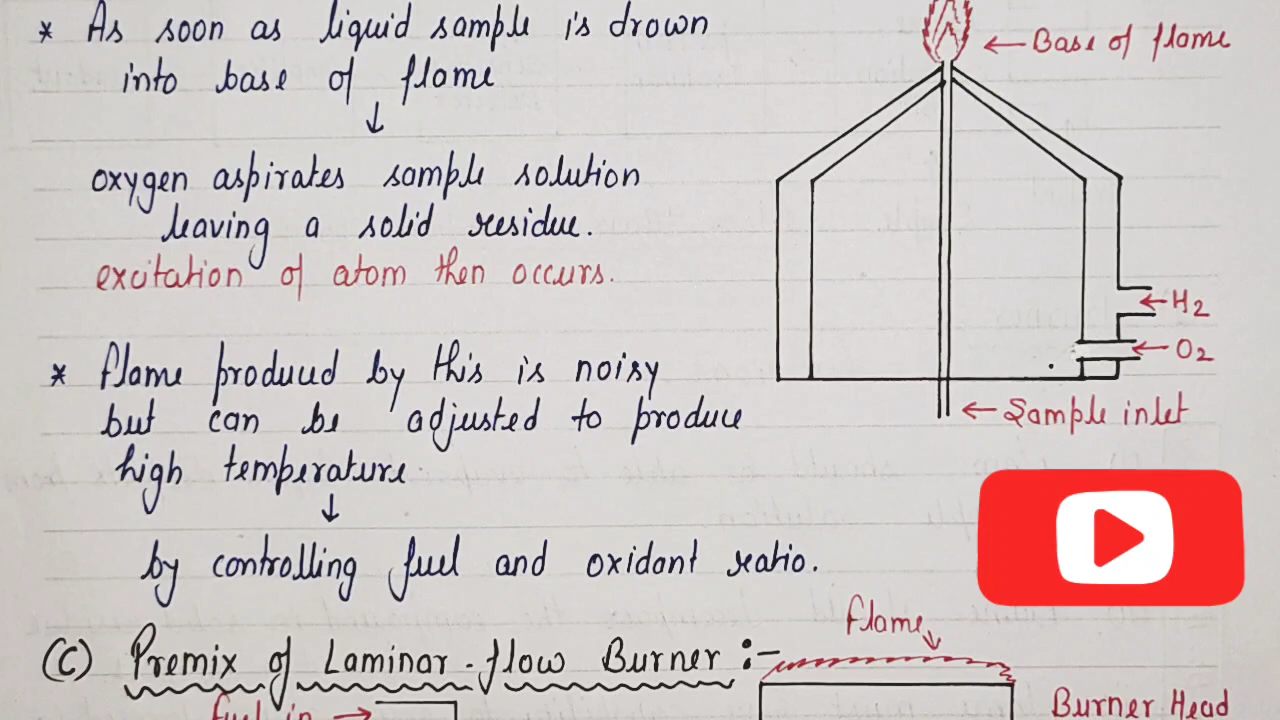 * As soon as liquid sample is drown
into base of flame
↓
oxygen aspirates sample solution
leaving a solid residue.
excitation of atom then occurs.
* flame produced by this is noisy
but can be adjusted to produce
high temperature.
↓
by controlling fuel and oxidant ratio.
← Base of flame
← H2
← O2
← Sample inlet
(C) Premix of Laminar-flow Burner :-
fuel in →
flame
Burner Head